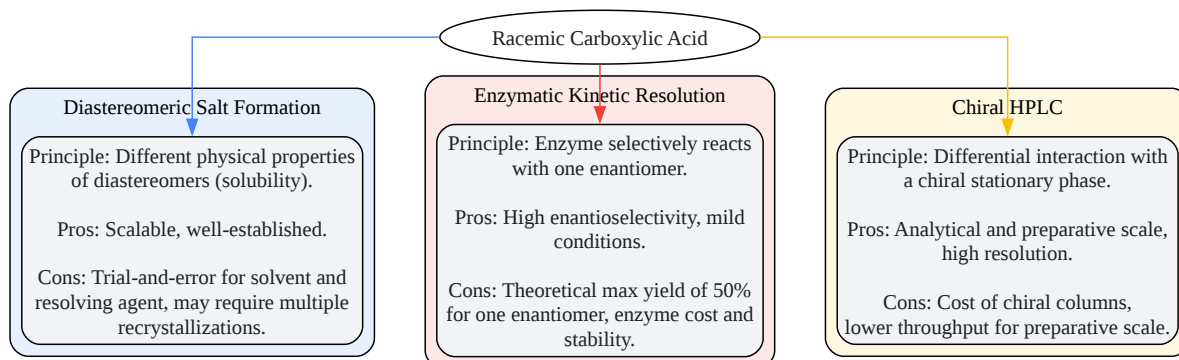 Racemic Carboxylic Acid
Diastereomeric Salt Formation
Principle: Different physical properties
of diastereomers (solubility).
Pros: Scalable, well-established.
Cons: Trial-and-error for solvent and
resolving agent, may require multiple
recrystallizations.
Enzymatic Kinetic Resolution
Principle: Enzyme selectively reacts
with one enantiomer.
Pros: High enantioselectivity, mild
conditions.
Cons: Theoretical max yield of 50%
for one enantiomer, enzyme cost and
stability.
Chiral HPLC
Principle: Differential interaction with
a chiral stationary phase.
Pros: Analytical and preparative scale,
high resolution.
Cons: Cost of chiral columns,
lower throughput for preparative scale.